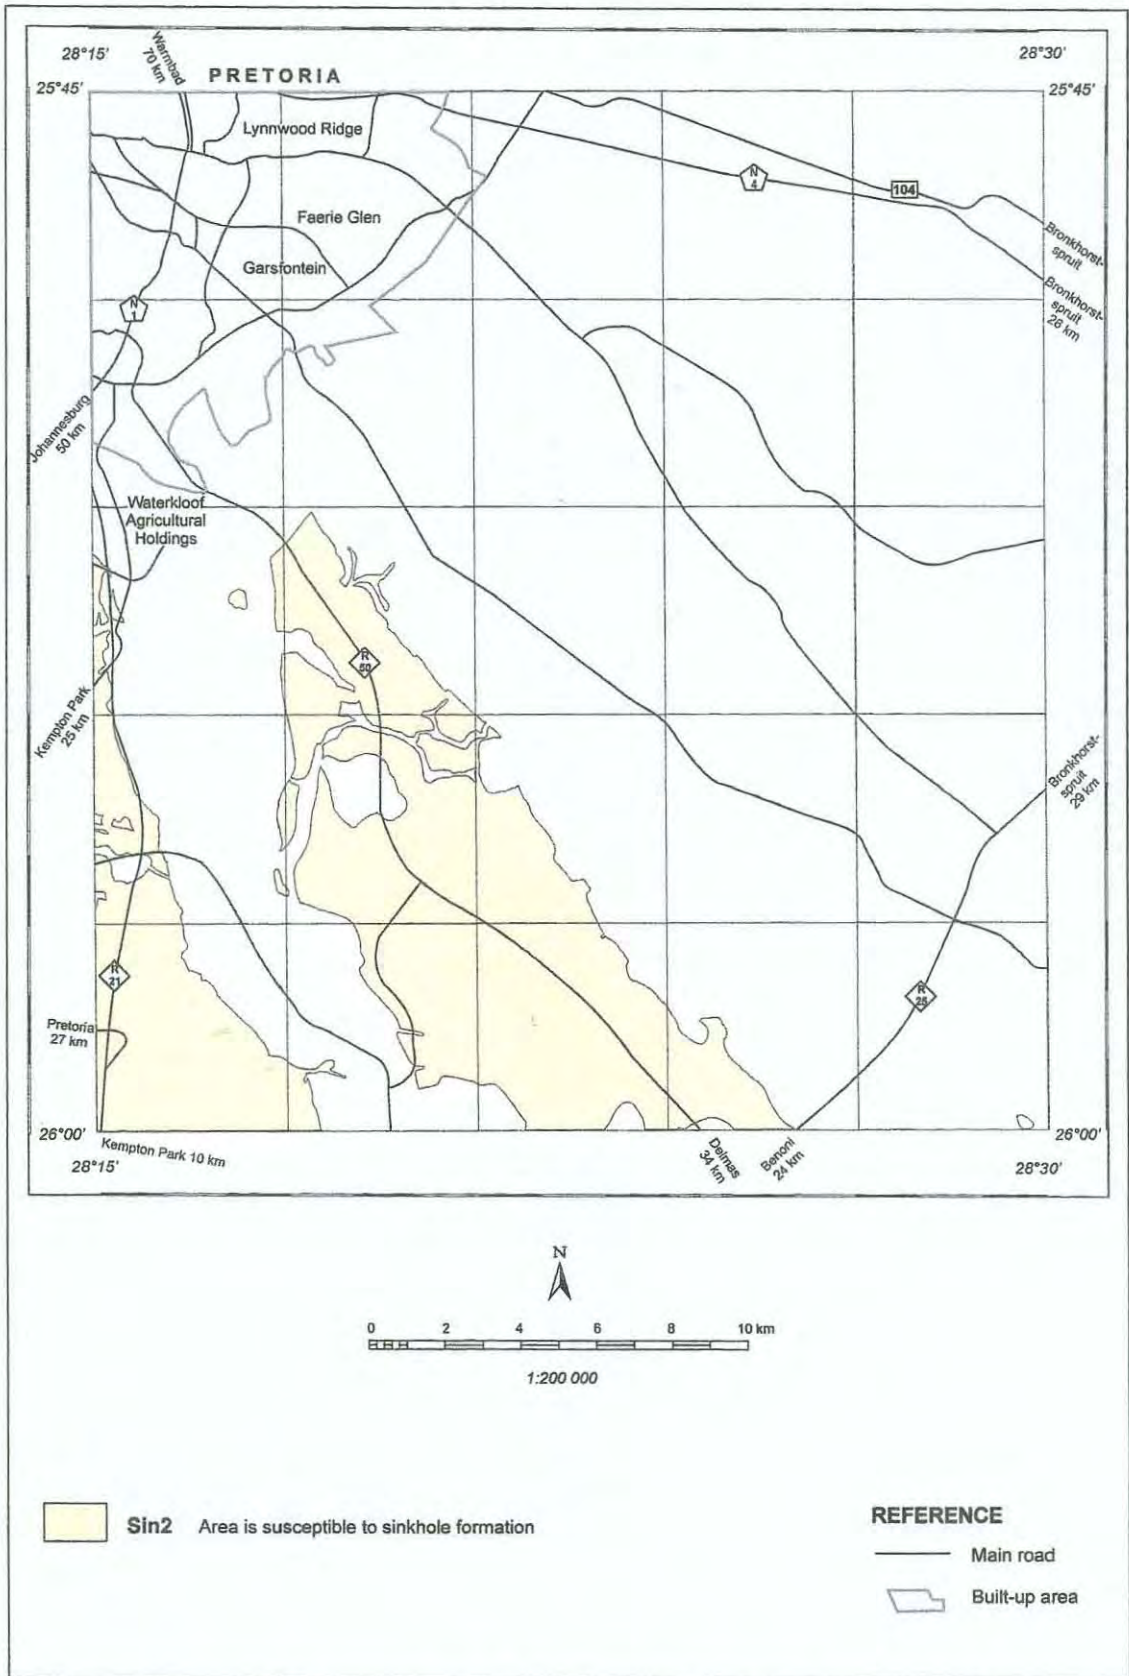 28°15'
Warmbad
70 km
PRETORIA
28°30'
25°45'
25°45'
Lynnwood Ridge
N
4
104
Faerie Glen
Bronkhorst-
spruit
Garsfontein
N
1
Bronkhorst-
spruit
28 km
Johannesburg
50 km
Waterkloof
Agricultural
Holdings
R
50
Kempton Park
25 km
Bronkhorst-
spruit
29 km
R
21
R
25
Pretoria
27 km
26°00'
26°00'
Kempton Park 10 km
Delmas
34 km
Benoni
24 km
28°15'
28°30'
N
0 2 4 6 8 10 km
1:200 000
Sin2 Area is susceptible to sinkhole formation
REFERENCE
Main road
Built-up area